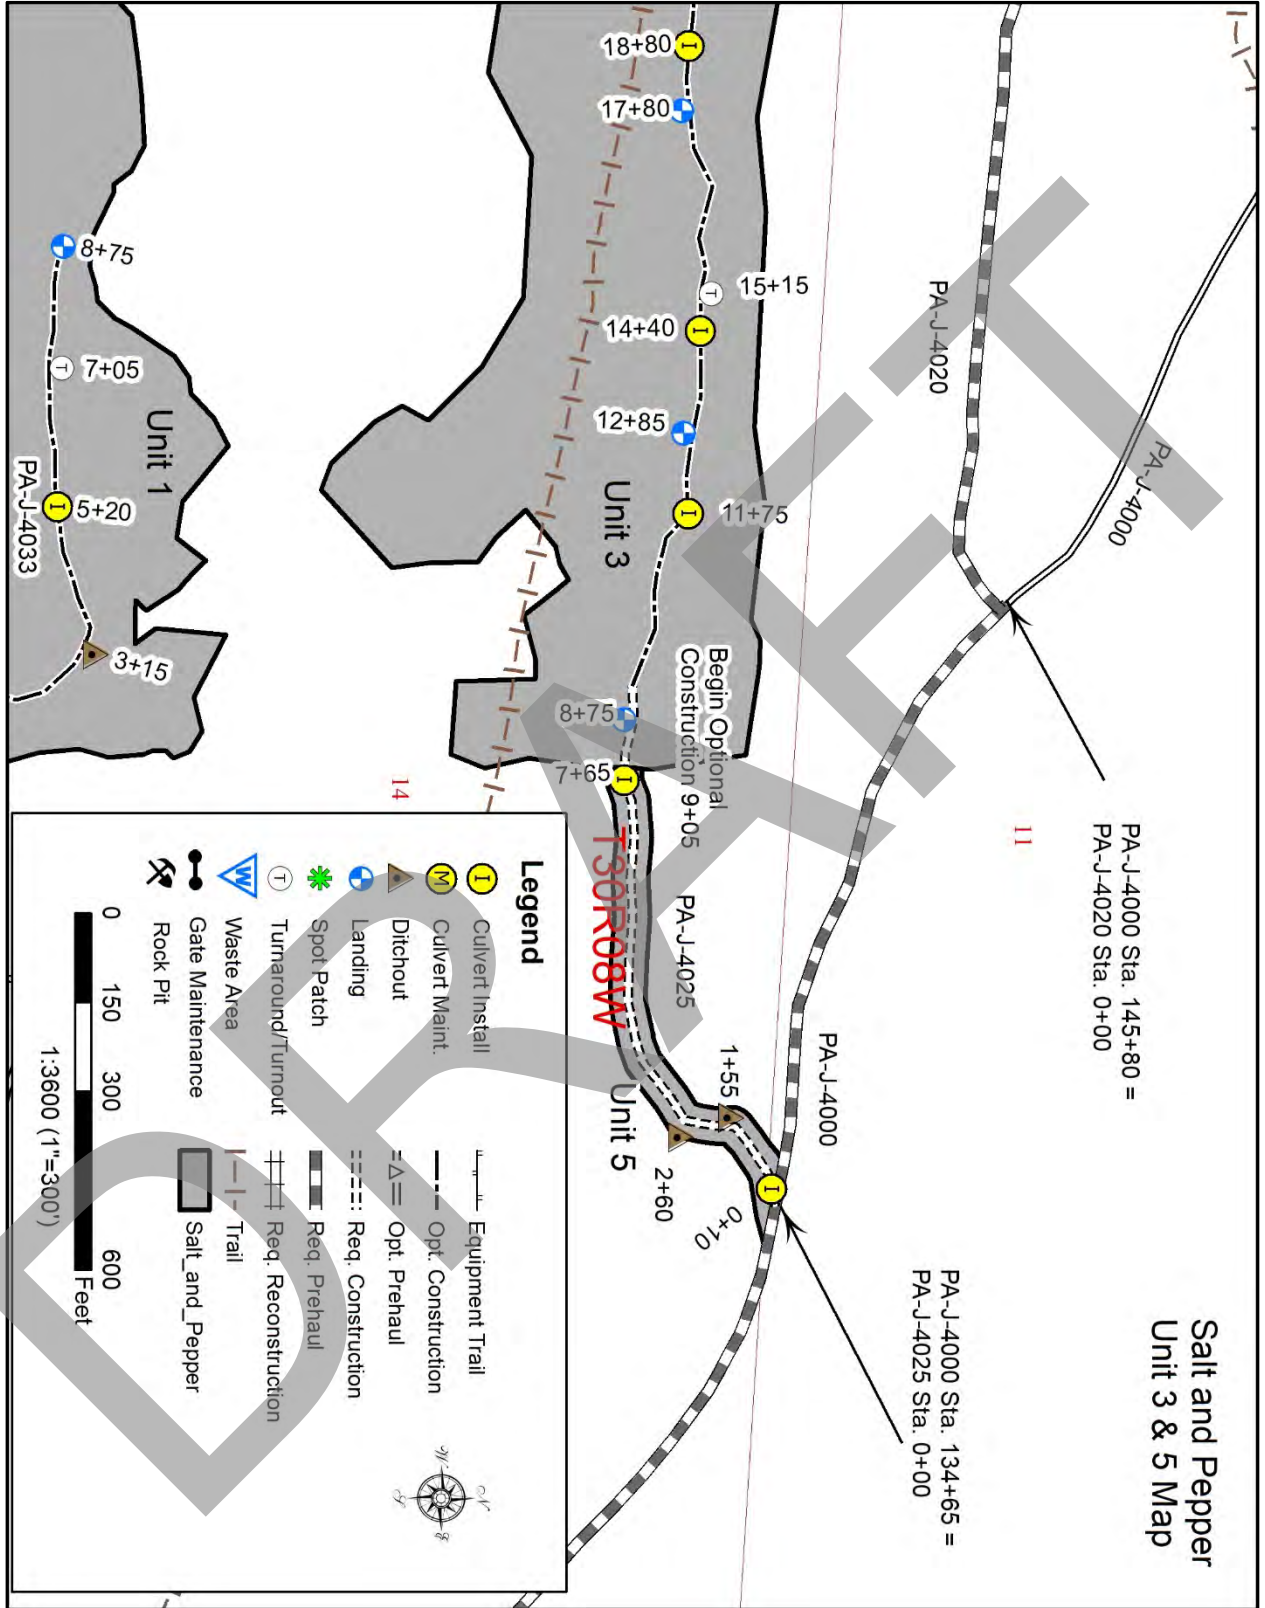 Salt and Pepper
Unit 3 & 5 Map
PA-J-4000 Sta. 145+80 =
PA-J-4020 Sta. 0+00
PA-J-4000 Sta. 134+65 =
PA-J-4025 Sta. 0+00
PA-J-4020
PA-J-4000
PA-J-4000
11
18+80
17+80
15+15
14+40
12+85
11+75
Unit 3
Begin Optional
Construction 9+05
8+75
7+65
PA-J-4025
T30R08W
1+55
2+60
0+10
Unit 5
14
8+75
7+05
Unit 1
5+20
PA-J-4033
3+15
Legend
I Culvert Install
M Culvert Maint.
Ditchout
Landing
Spot Patch
T Turnaround/Turnout
W Waste Area
Gate Maintenance
Rock Pit
Equipment Trail
Opt. Construction
Opt. Prehaul
Req. Construction
Req. Prehaul
Req. Reconstruction
Trail
Salt_and_Pepper
N
W
E
S
0 150 300 600
Feet
1:3600 (1"=300')
DRAFT